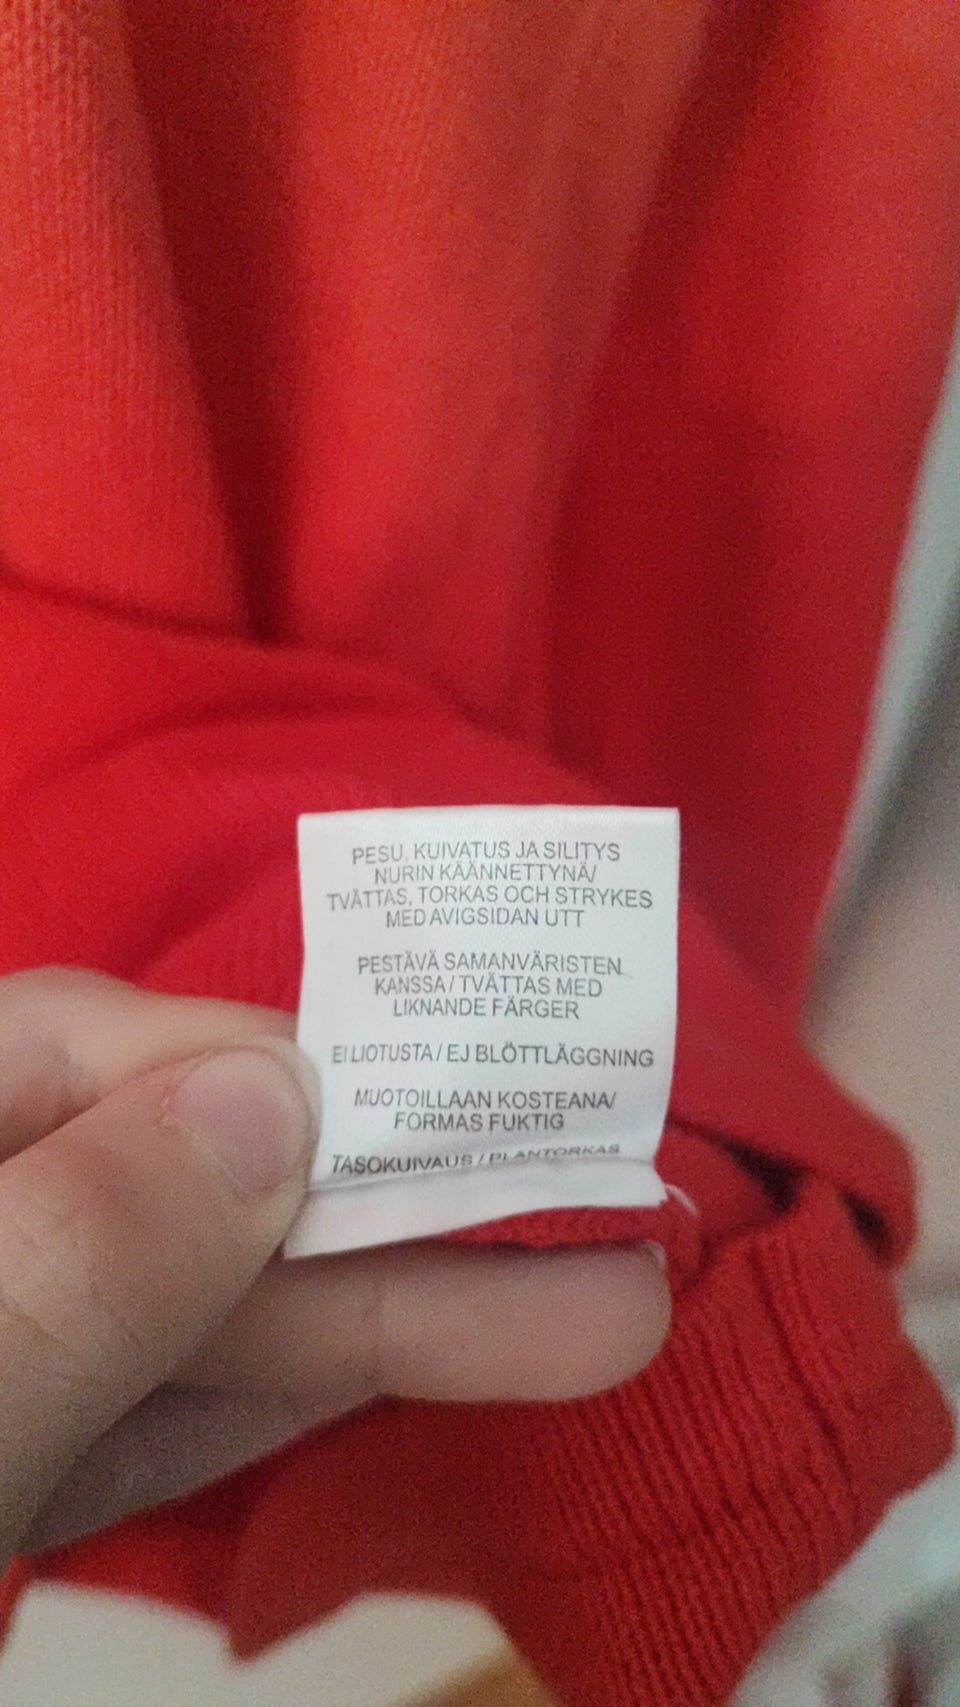 PESU, KUIVATUS JA SILITYS
NURIN KÄÄNNETTYNÄ/
TVÄTTAS, TORKAS OCH STRYKES
MED AVIGSIDAN UTT
PESTÄVÄ SAMANVÄRISTEN
KANSSA / TVÄTTAS MED
LIKNANDE FÄRGER
EI LIOTUSTA / EJ BLÖTTLÄGGNING
MUOTOILLAAN KOSTEANA/
FORMAS FUKTIG
TASOKUIVAUS / PLANTORKAS